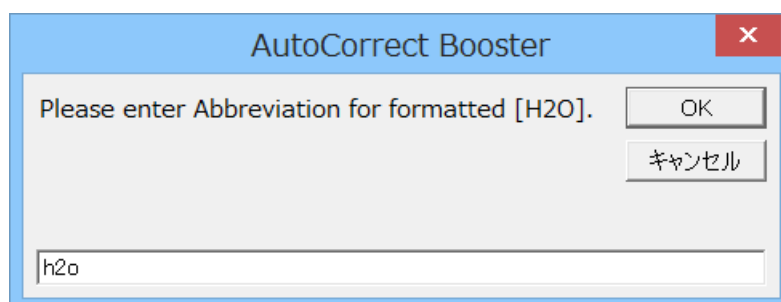 AutoCorrect Booster
Please enter Abbreviation for formatted [H2O].
OK
キャンセル
h2o